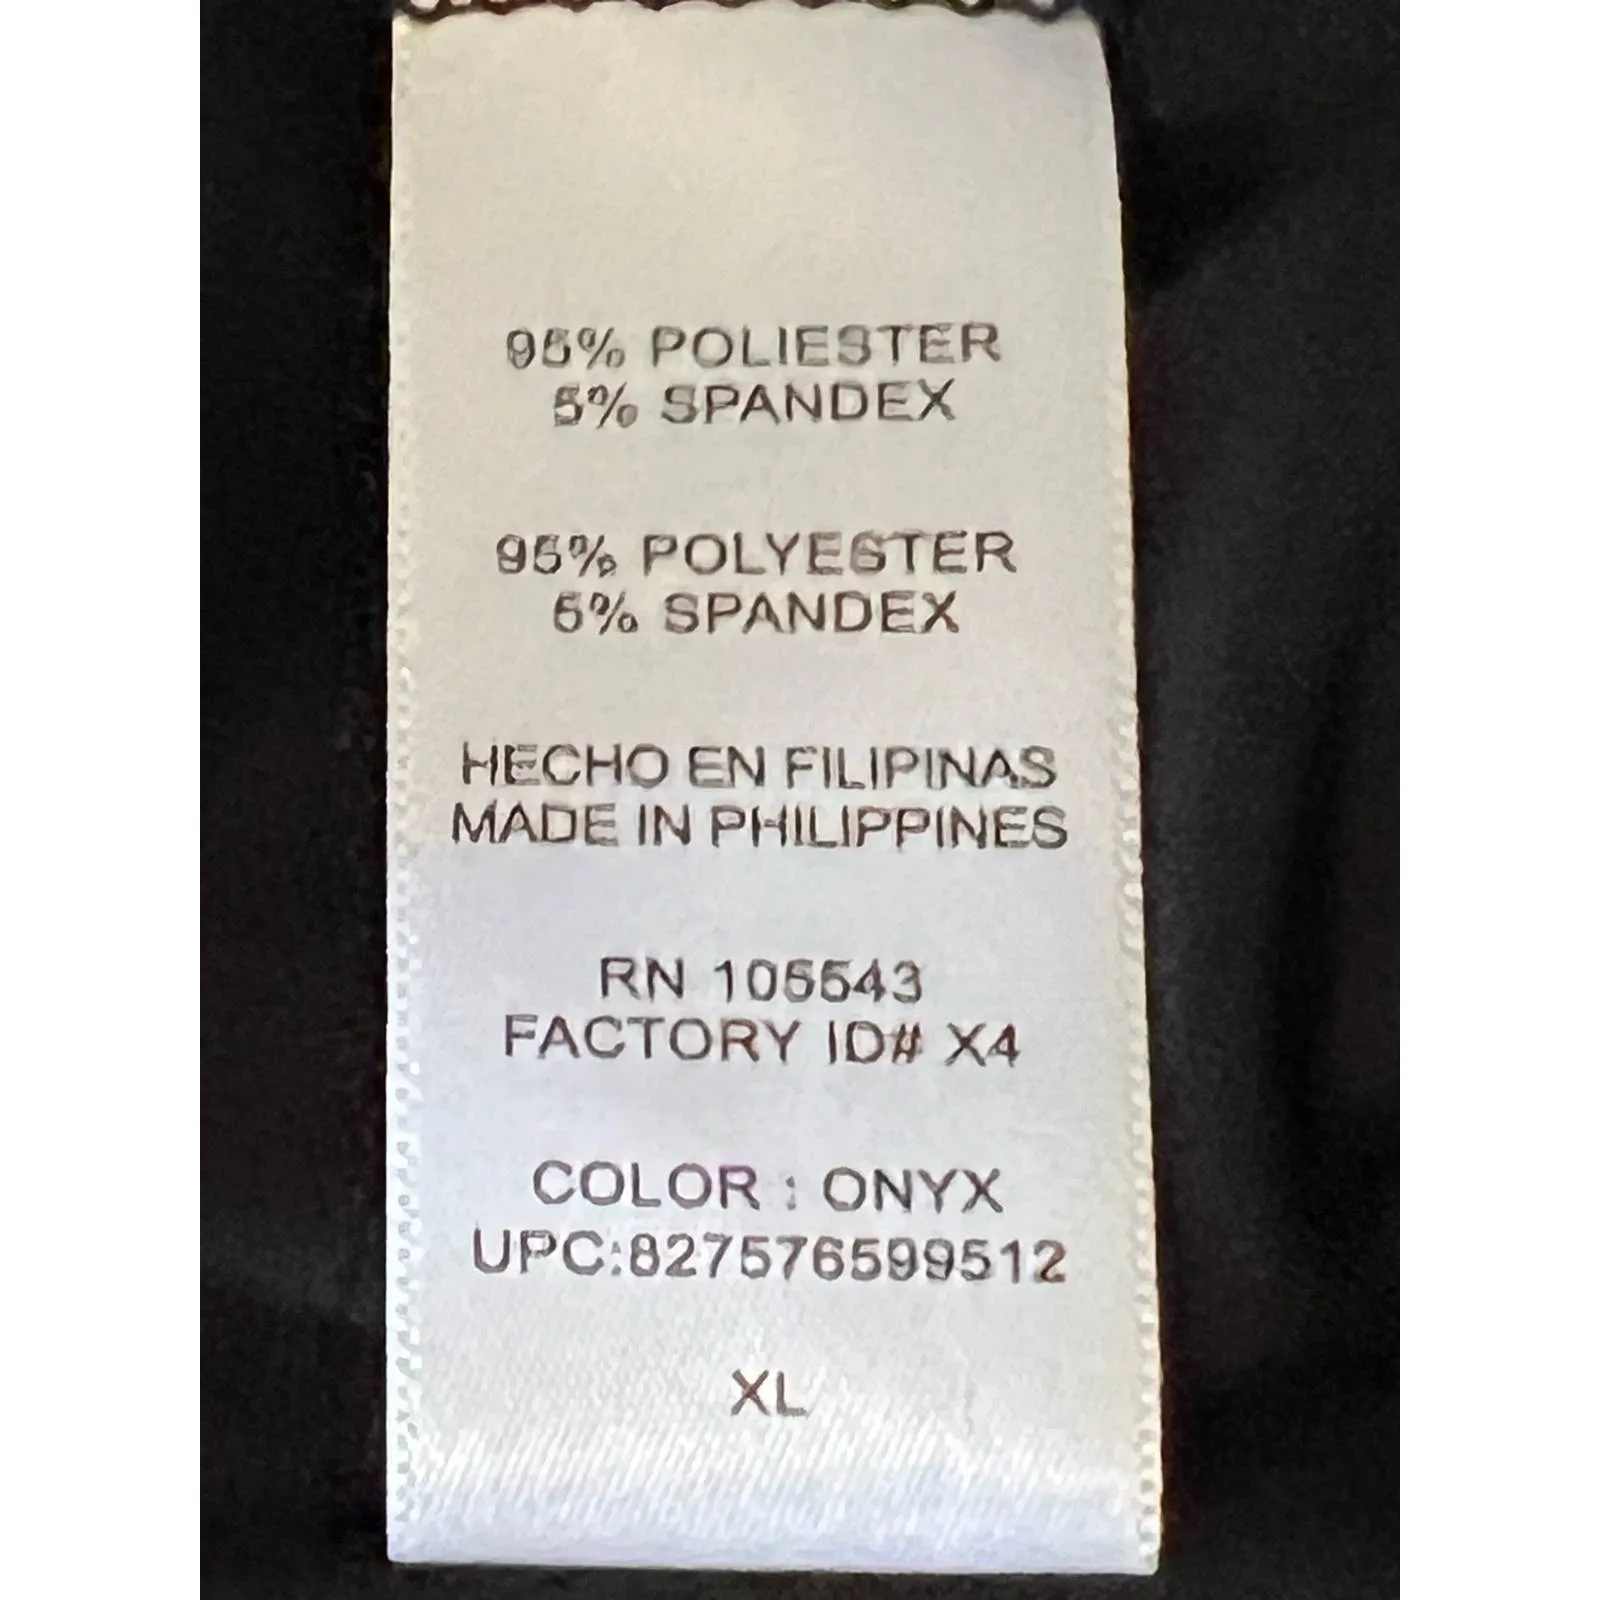 95% POLIESTER
5% SPANDEX
95% POLYESTER
5% SPANDEX
HECHO EN FILIPINAS
MADE IN PHILIPPINES
RN 105543
FACTORY ID# X4
COLOR : ONYX
UPC:827576599512
XL